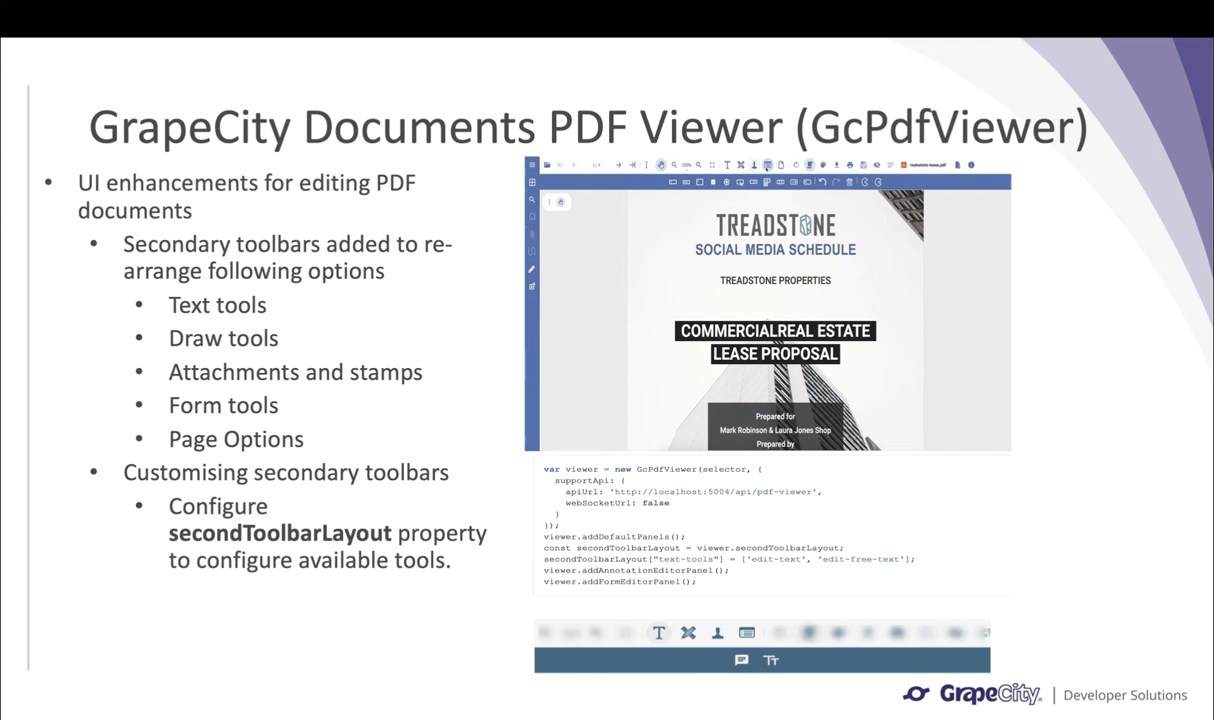 GrapeCity Documents PDF Viewer (GcPdfViewer)
• UI enhancements for editing PDF
documents
• Secondary toolbars added to re-
arrange following options
• Text tools
• Draw tools
• Attachments and stamps
• Form tools
• Page Options
• Customising secondary toolbars
• Configure
secondToolbarLayout property
to configure available tools.
TREADSTONE
SOCIAL MEDIA SCHEDULE
TREADSTONE PROPERTIES
COMMERCIALREAL ESTATE
LEASE PROPOSAL
Prepared for
Mark Robinson & Laura Jones Shop
Prepared by
var viewer = new GcPdfViewer(selector, {
supportApi: {
apiUrl: 'http://localhost:5004/api/pdf-viewer',
webSocketUrl: false
}
});
viewer.addDefaultPanels();
const secondToolbarLayout = viewer.secondToolbarLayout;
secondToolbarLayout["text-tools"] = ['edit-text', 'edit-free-text'];
viewer.addAnnotationEditorPanel();
viewer.addFormEditorPanel();
GrapeCity. | Developer Solutions